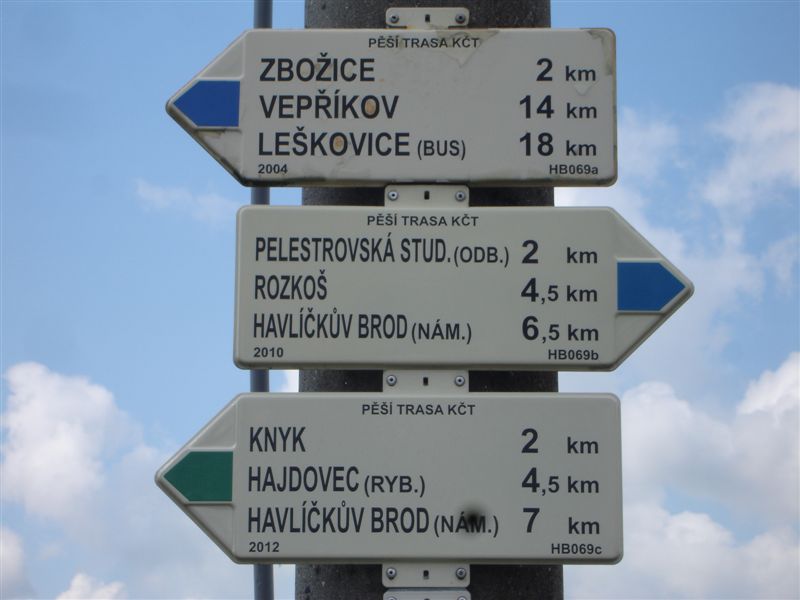 PĚŠÍ TRASA KČT
ZBOŽICE 2 km
VEPŘÍKOV 14 km
LEŠKOVICE (BUS) 18 km
2004 HB069a
PĚŠÍ TRASA KČT
PELESTROVSKÁ STUD.(ODB.) 2 km
ROZKOŠ 4,5 km
HAVLÍČKŮV BROD (NÁM.) 6,5 km
2010 HB069b
PĚŠÍ TRASA KČT
KNYK 2 km
HAJDOVEC (RYB.) 4,5 km
HAVLÍČKŮV BROD (NÁM.) 7 km
2012 HB069c